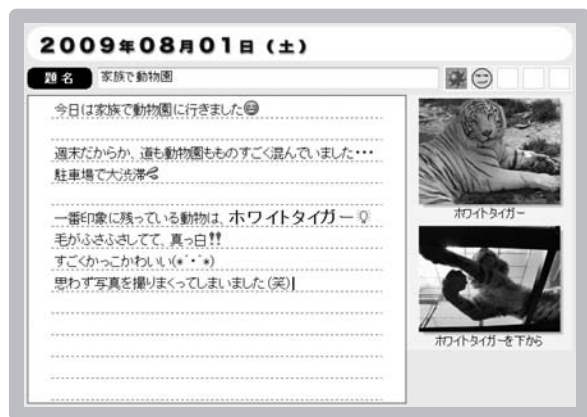 2009年08月01日（土）
題名 家族で動物園
今日は家族で動物園に行きました😄
週末だからか、道も動物園もものすごく混んでいました・・・
駐車場で大渋滞💨
一番印象に残っている動物は、ホワイトタイガー💡
毛がふさふさしてて、真っ白!!
すごくかっこかわいい(*´・`*)
思わず写真を撮りまくってしまいました（笑）
ホワイトタイガー
ホワイトタイガーを下から